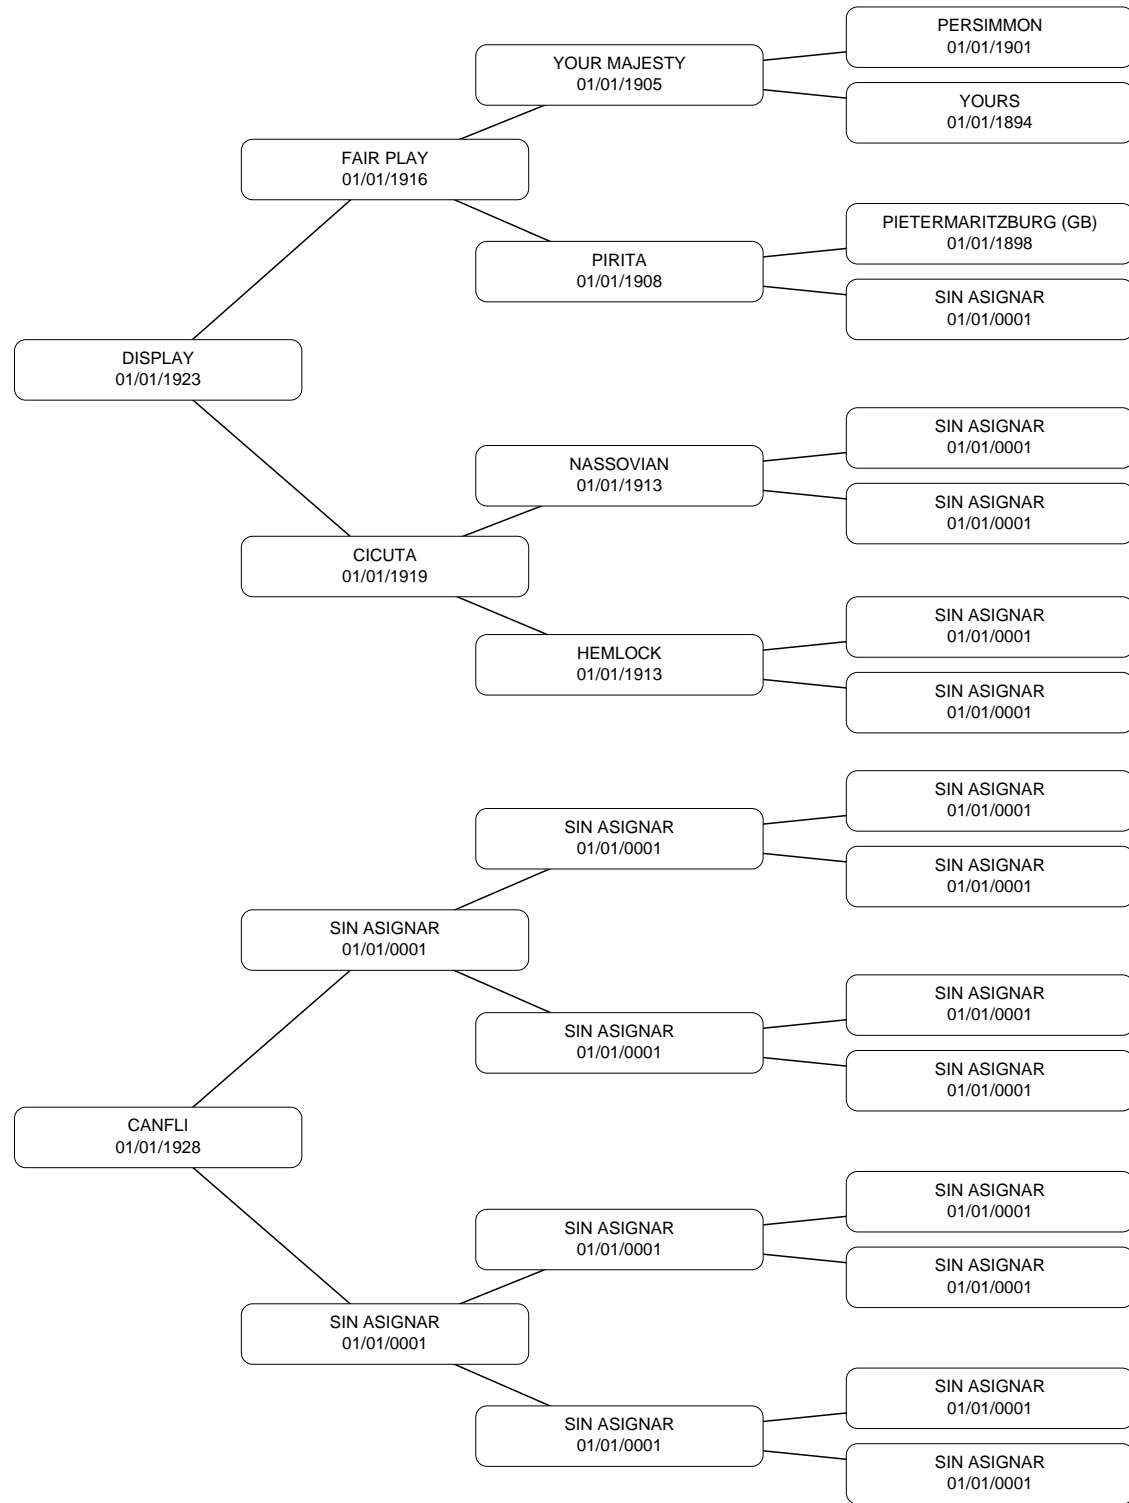 PERSIMMON
01/01/1901
YOUR MAJESTY
01/01/1905
YOURS
01/01/1894
FAIR PLAY
01/01/1916
PIETERMARITZBURG (GB)
01/01/1898
PIRITA
01/01/1908
SIN ASIGNAR
01/01/0001
DISPLAY
01/01/1923
SIN ASIGNAR
01/01/0001
NASSOVIAN
01/01/1913
SIN ASIGNAR
01/01/0001
CICUTA
01/01/1919
SIN ASIGNAR
01/01/0001
HEMLOCK
01/01/1913
SIN ASIGNAR
01/01/0001
SIN ASIGNAR
01/01/0001
SIN ASIGNAR
01/01/0001
SIN ASIGNAR
01/01/0001
SIN ASIGNAR
01/01/0001
SIN ASIGNAR
01/01/0001
SIN ASIGNAR
01/01/0001
SIN ASIGNAR
01/01/0001
CANFLI
01/01/1928
SIN ASIGNAR
01/01/0001
SIN ASIGNAR
01/01/0001
SIN ASIGNAR
01/01/0001
SIN ASIGNAR
01/01/0001
SIN ASIGNAR
01/01/0001
SIN ASIGNAR
01/01/0001
SIN ASIGNAR
01/01/0001